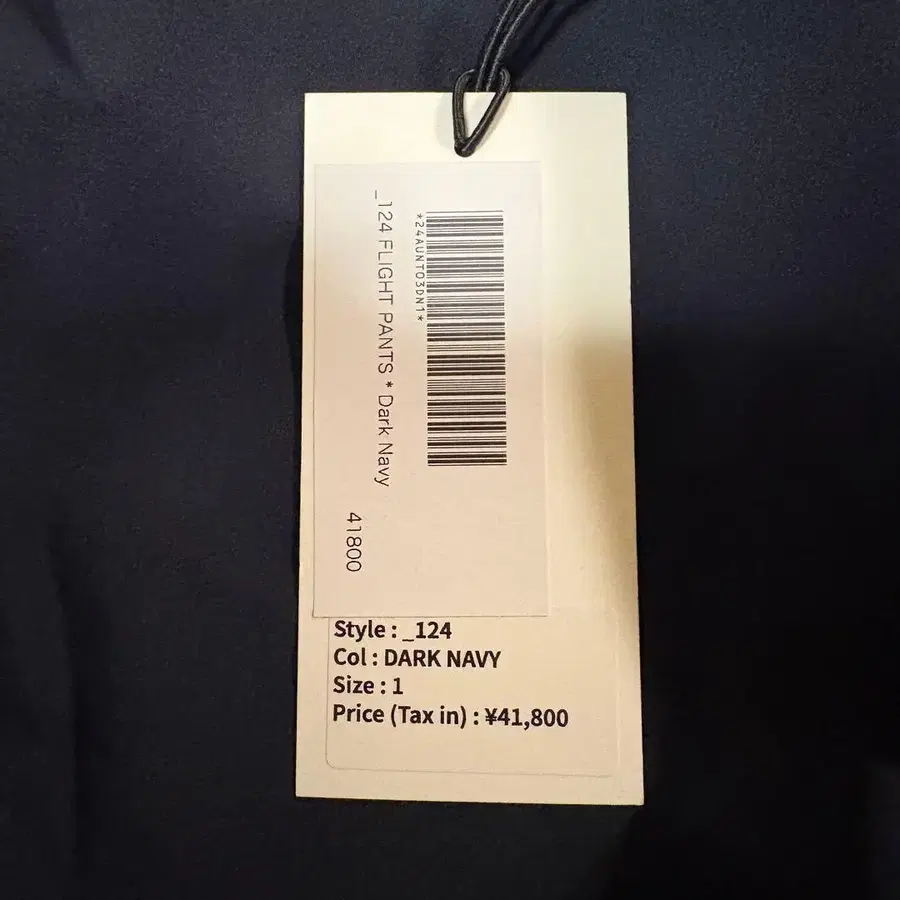 *24AUNT03DN1*
_124 FLIGHT PANTS * Dark Navy
41800
Style : _124
Col : DARK NAVY
Size : 1
Price (Tax in) : ¥41,800